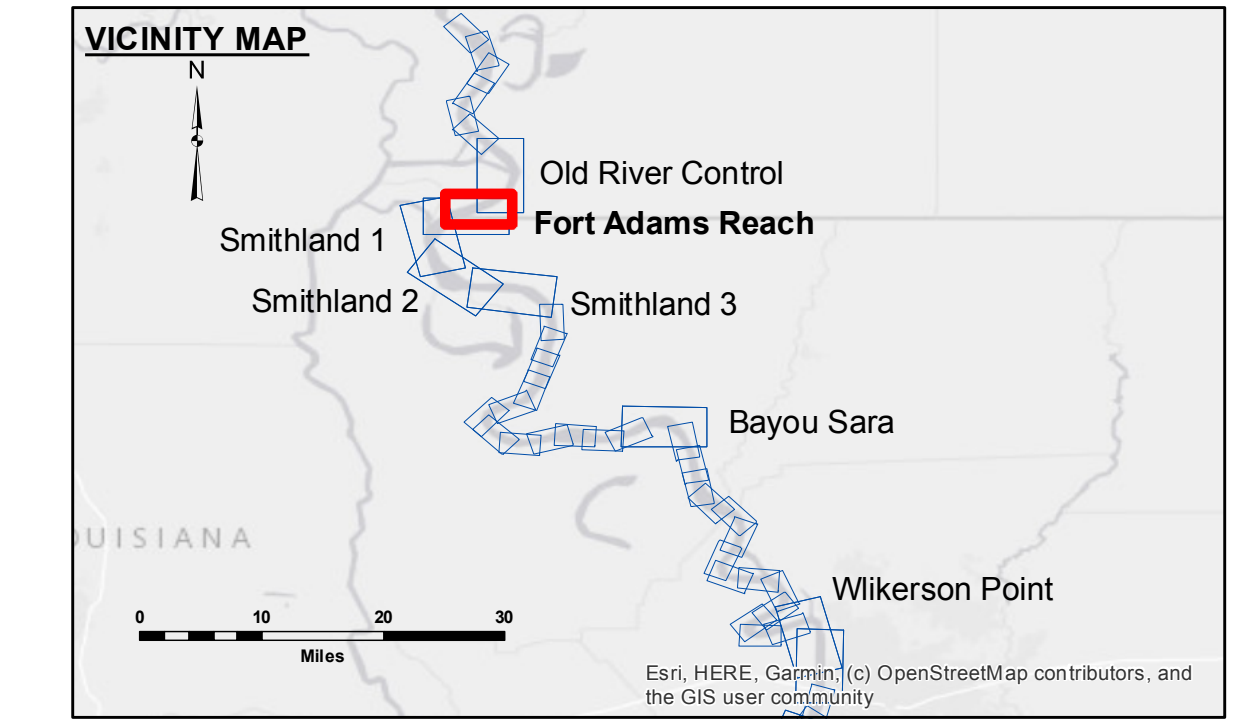 VICINITY MAP
N
Old River Control
Fort Adams Reach
Smithland 1
Smithland 2
Smithland 3
Bayou Sara
OUISIANA
Wlikerson Point
0 10 20 30
Miles
Esri, HERE, Garmin, (c) OpenStreetMap contributors, and
the GIS user community